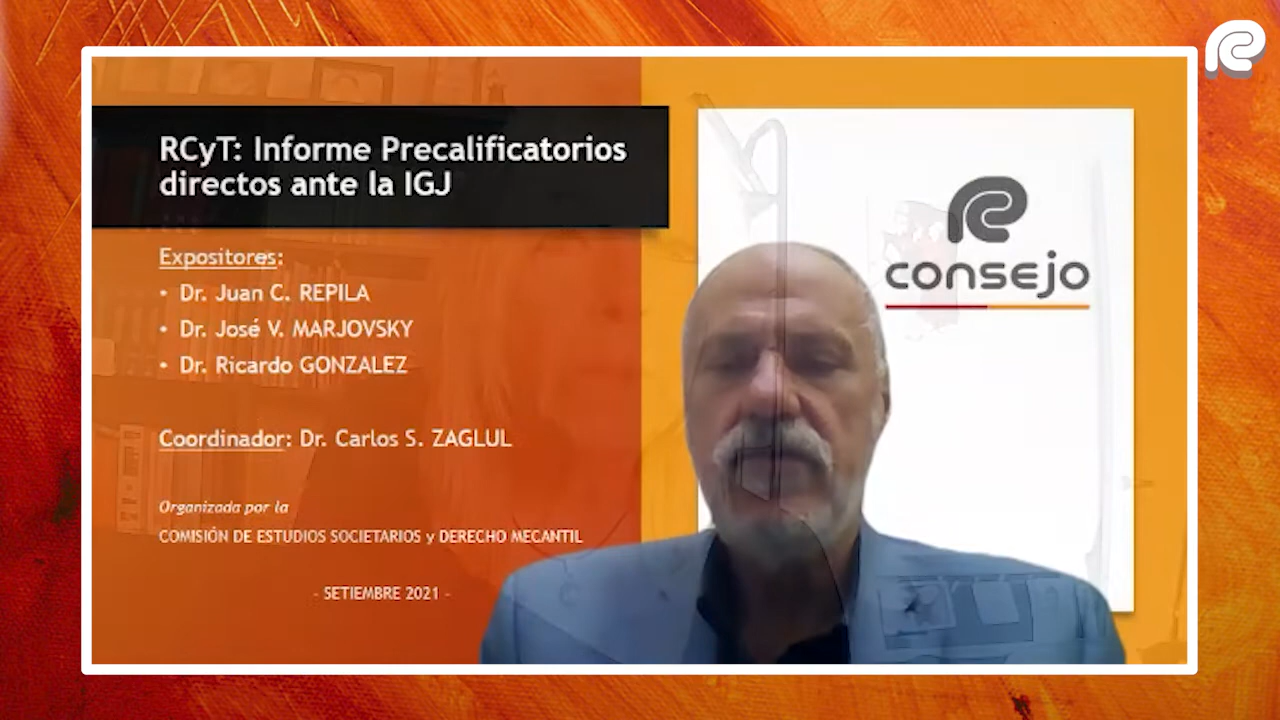 RCyT: Informe Precalificatorios
directos ante la IGJ
Expositores:
• Dr. Juan C. REPILA
• Dr. José V. MARJOVSKY
• Dr. Ricardo GONZALEZ
Coordinador: Dr. Carlos S. ZAGLUL
Organizada por la
COMISIÓN DE ESTUDIOS SOCIETARIOS y DERECHO MECANTIL
- SETIEMBRE 2021 -
consejo